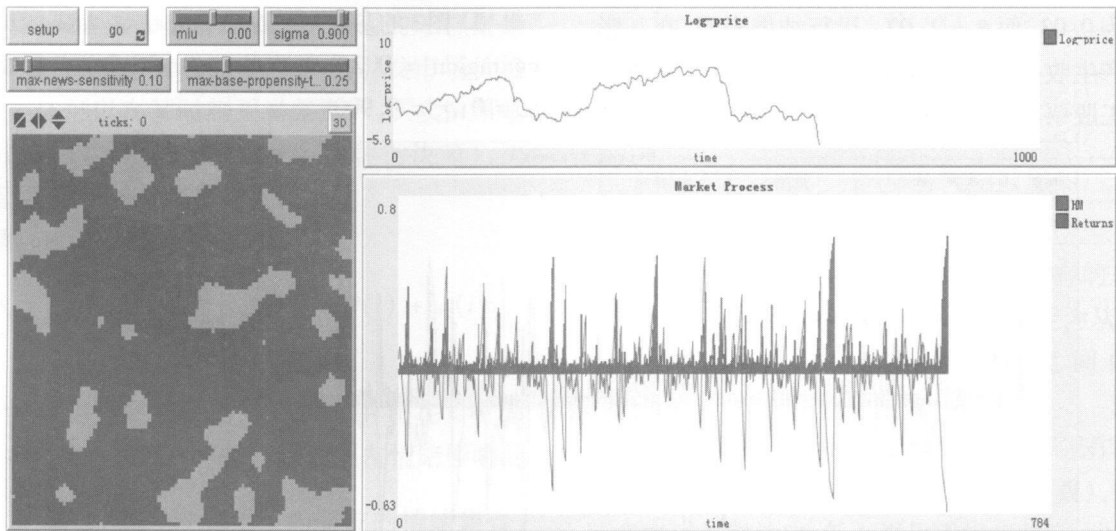 setup
go
miu 0.00
sigma 0.900
max-news-sensitivity 0.10
max-base-propensity-t... 0.25
ticks: 0
3D
Log-price
10
log-price
-5.6
0
time
1000
log-price
Market Process
0.8
-0.63
0
time
784
HM
Returns